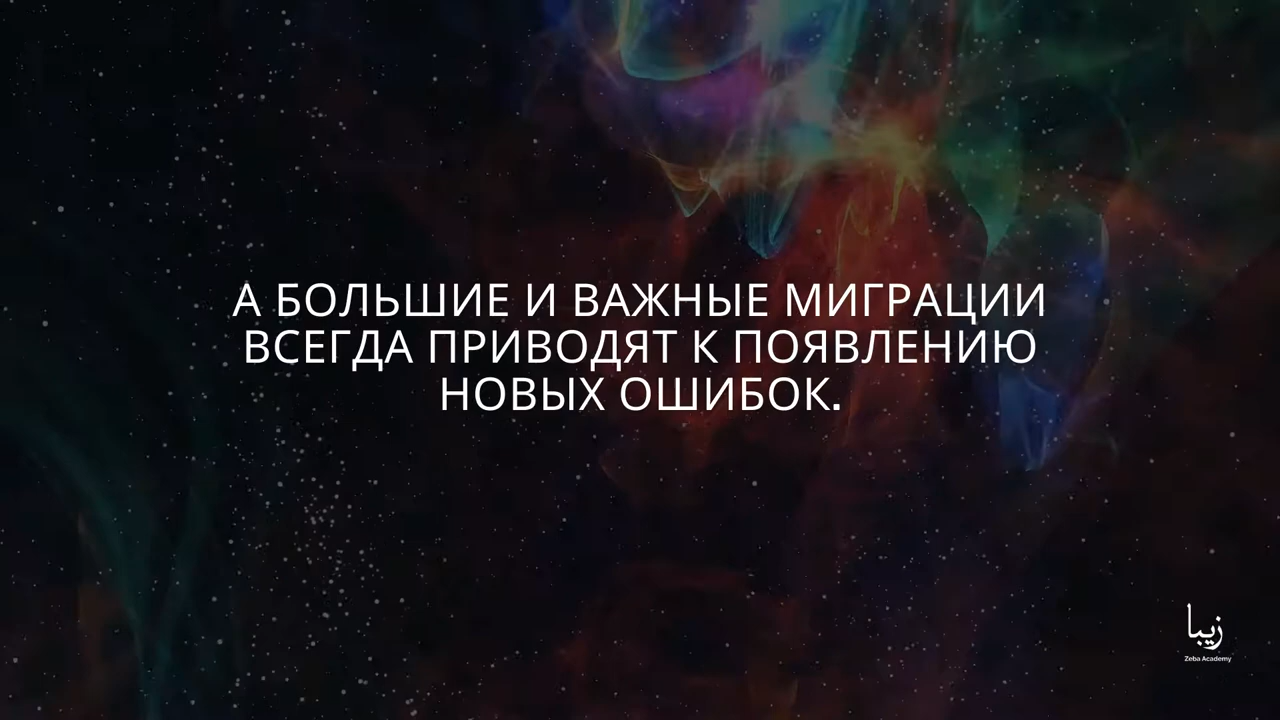 А БОЛЬШИЕ И ВАЖНЫЕ МИГРАЦИИ
ВСЕГДА ПРИВОДЯТ К ПОЯВЛЕНИЮ
НОВЫХ ОШИБОК.
زیبا
Zeba Academy